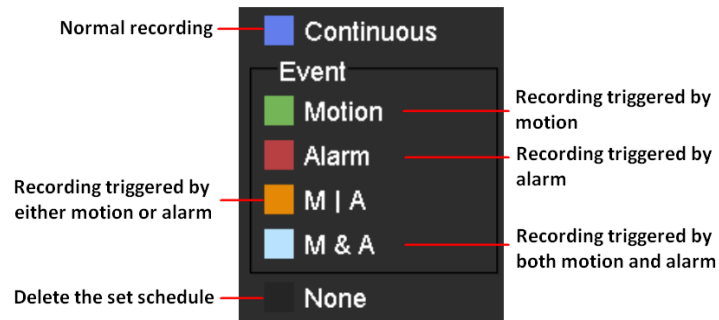 Normal recording
Continuous
Event
Motion
Recording triggered by
motion
Alarm
Recording triggered by
alarm
Recording triggered by
either motion or alarm
M | A
M & A
Recording triggered by
both motion and alarm
Delete the set schedule
None